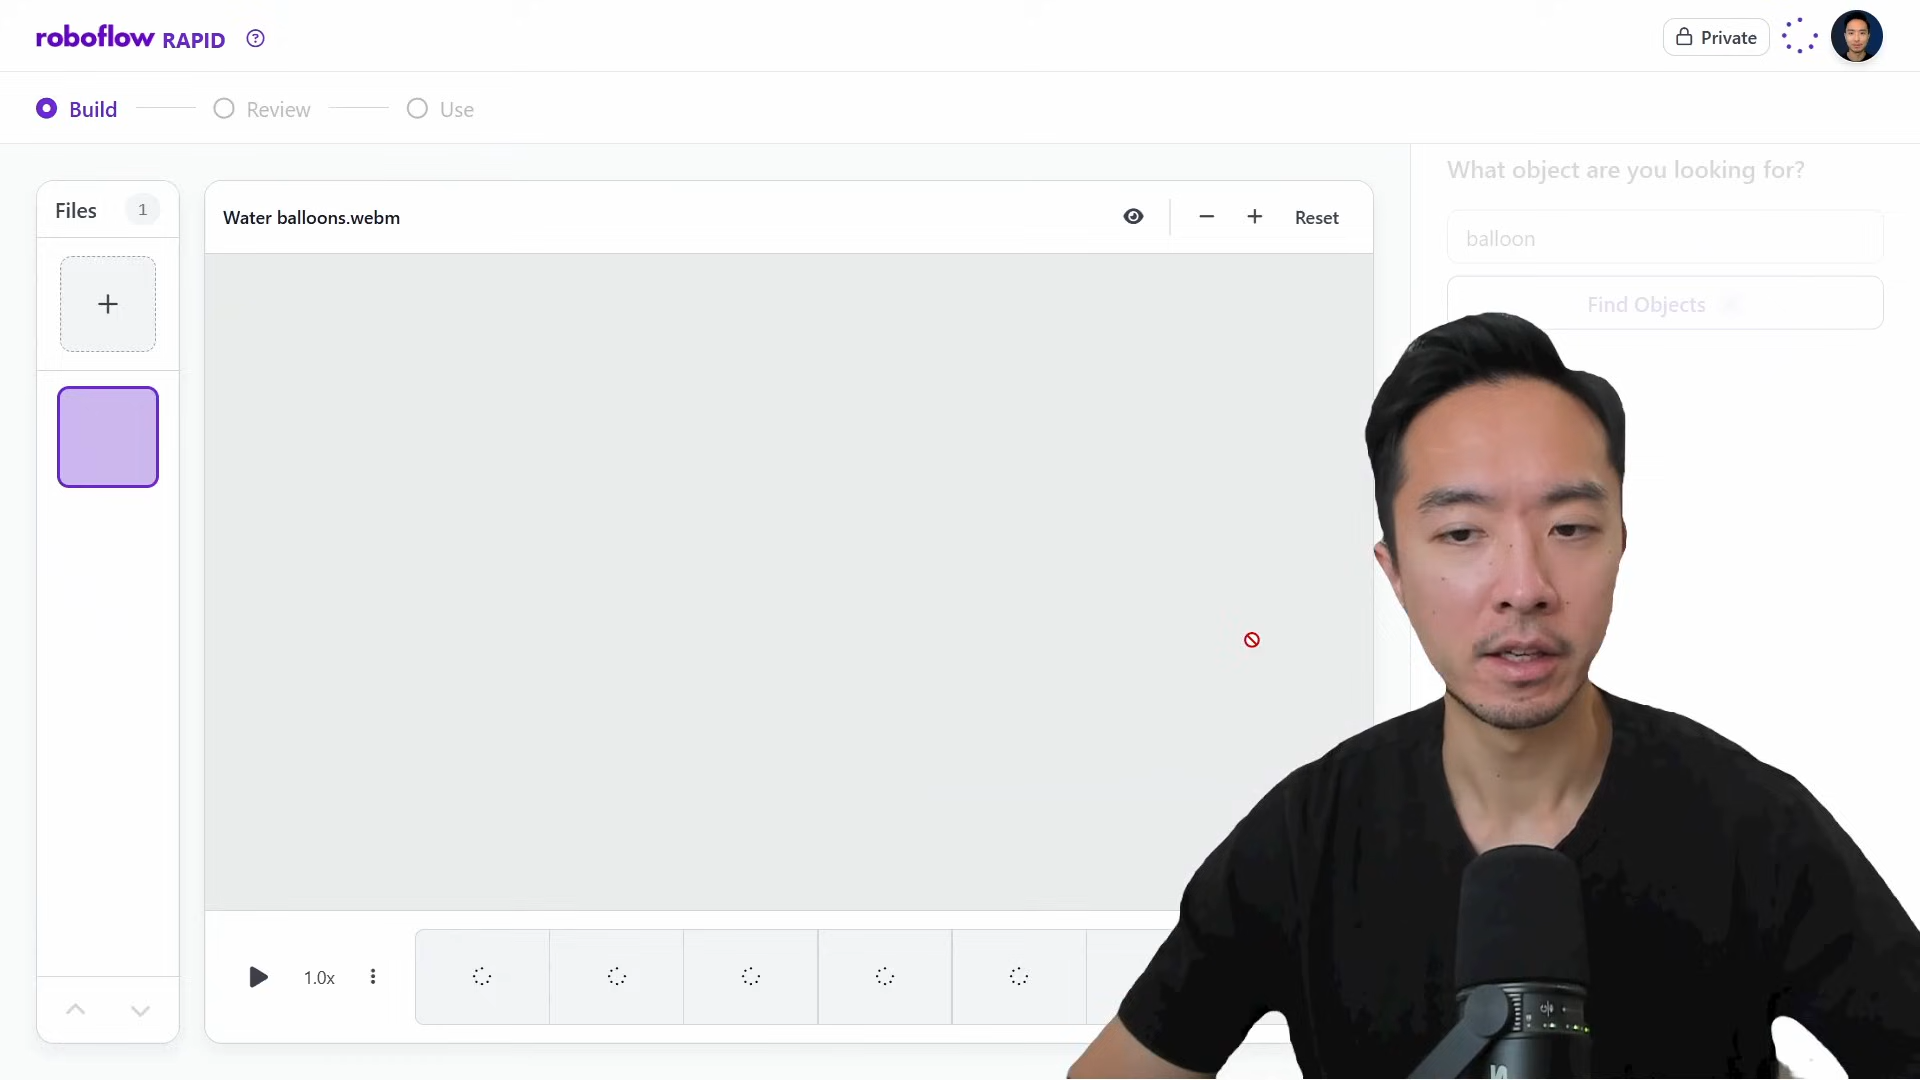 roboflow RAPID
Private
Build
Review
Use
Files 1
Water balloons.webm
Reset
What object are you looking for?
balloon
Find Objects
1.0x